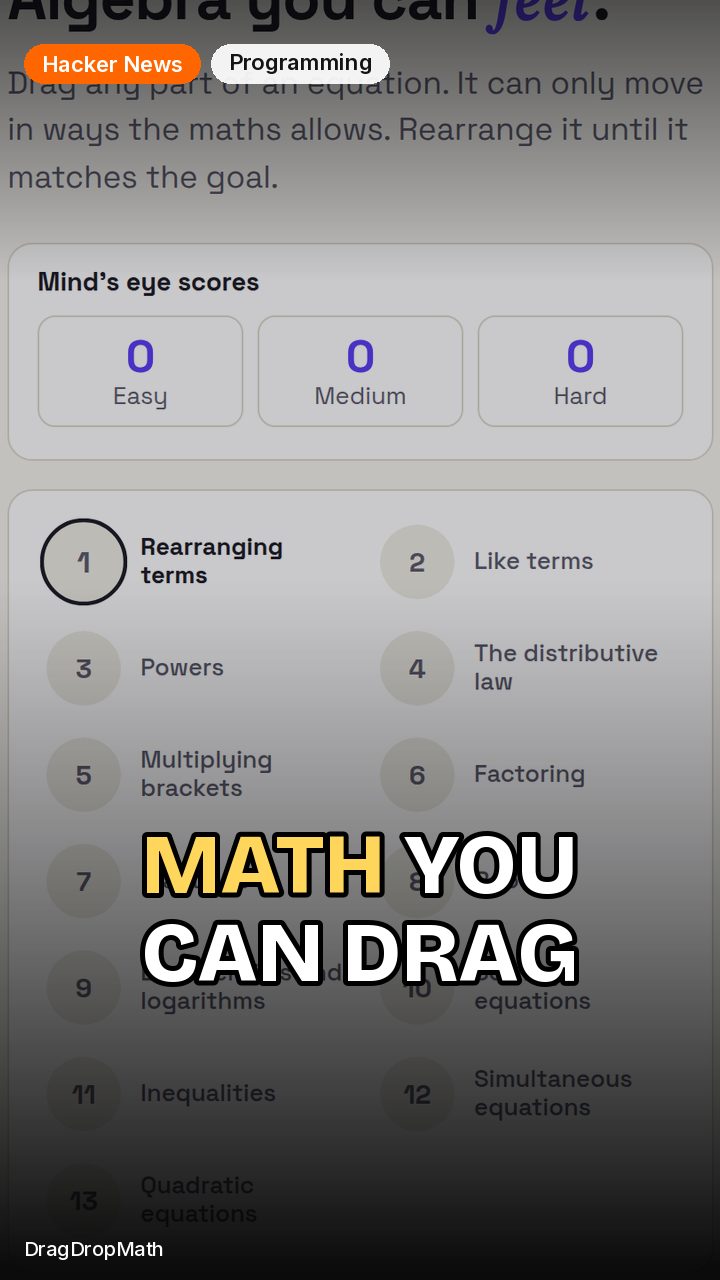 Algebra you can feel.
Hacker News
Programming
Drag any part of an equation. It can only move
in ways the maths allows. Rearrange it until it
matches the goal.
Mind's eye scores
0
Easy
0
Medium
0
Hard
1
Rearranging
terms
2
Like terms
3
Powers
4
The distributive
law
5
Multiplying
brackets
6
Factoring
7
8
MATH YOU
CAN DRAG
9
logarithms
10
equations
11
Inequalities
12
Simultaneous
equations
13
Quadratic
equations
DragDropMath